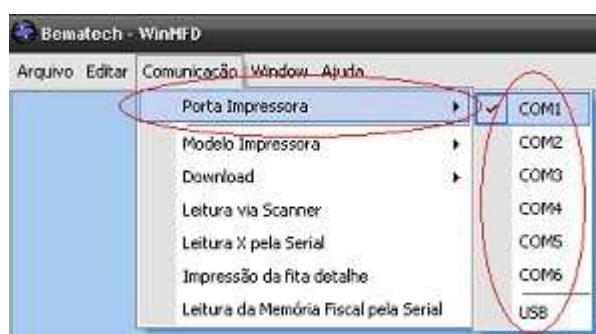 Bematech - WinMFD
Arquivo Editar Comunicação Window Ajuda
Porta Impressora
Modelo Impressora
Download
Leitura via Scanner
Leitura X pela Serial
Impressão da fita detalhe
Leitura da Memória Fiscal pela Serial
COM1
COM2
COM3
COM4
COM5
COM6
USB